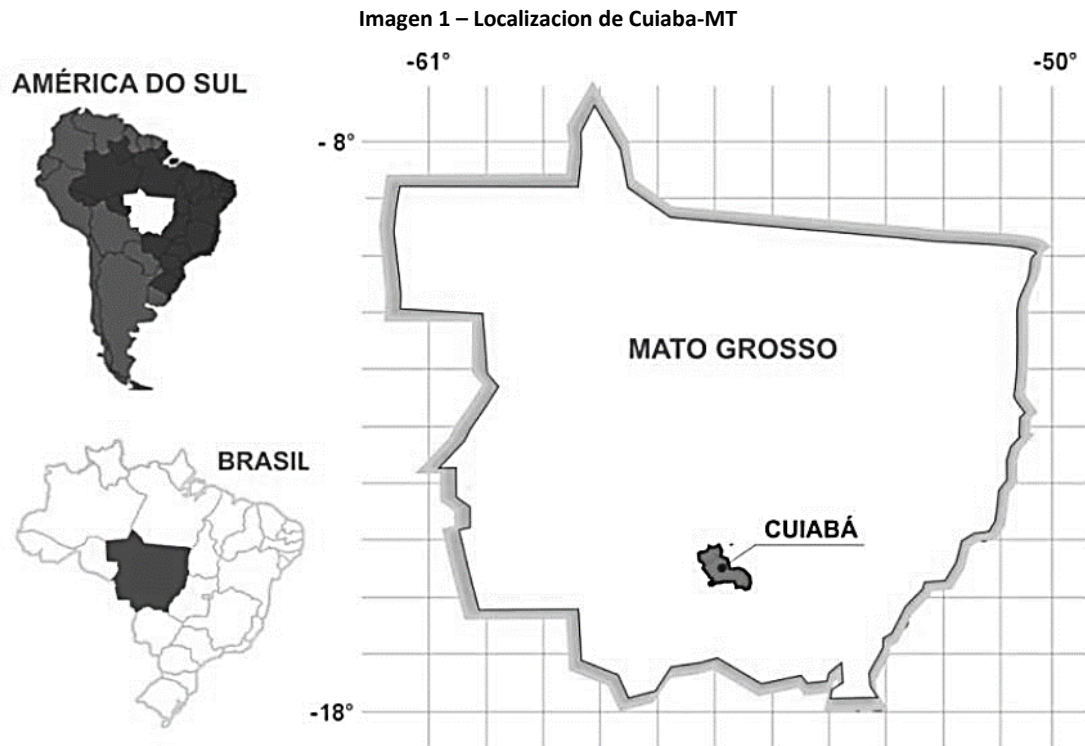 Imagen 1 – Localizacion de Cuiaba-MT
AMÉRICA DO SUL
BRASIL
-61°
-50°
- 8°
MATO GROSSO
CUIABÁ
-18°